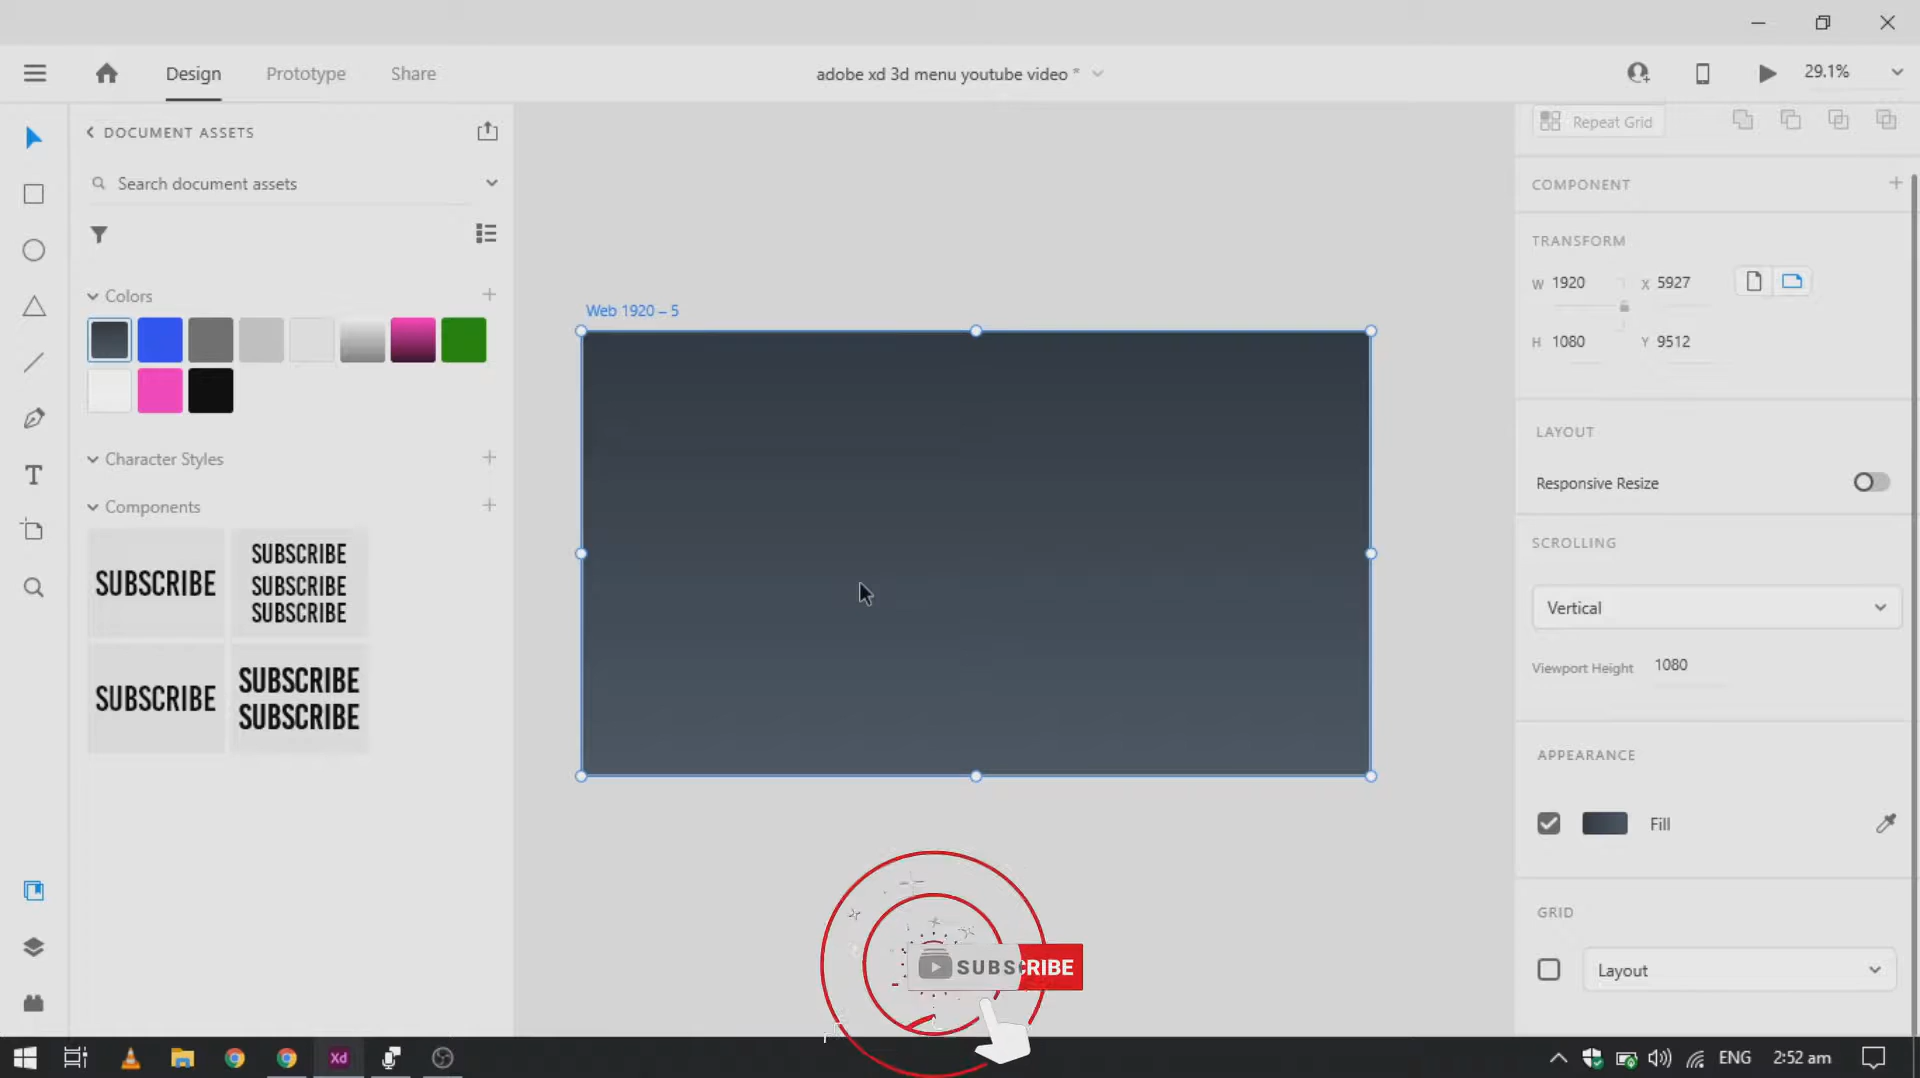 Design
Prototype
Share
adobe xd 3d menu youtube video *
29.1%
DOCUMENT ASSETS
Search document assets
Colors
Character Styles
Components
SUBSCRIBE
SUBSCRIBE
SUBSCRIBE
SUBSCRIBE
SUBSCRIBE
SUBSCRIBE
SUBSCRIBE
Web 1920 – 5
Repeat Grid
COMPONENT
TRANSFORM
W 1920
X 5927
H 1080
Y 9512
LAYOUT
Responsive Resize
SCROLLING
Vertical
Viewport Height 1080
APPEARANCE
Fill
GRID
Layout
SUBSCRIBE
Xd
ENG
2:52 am